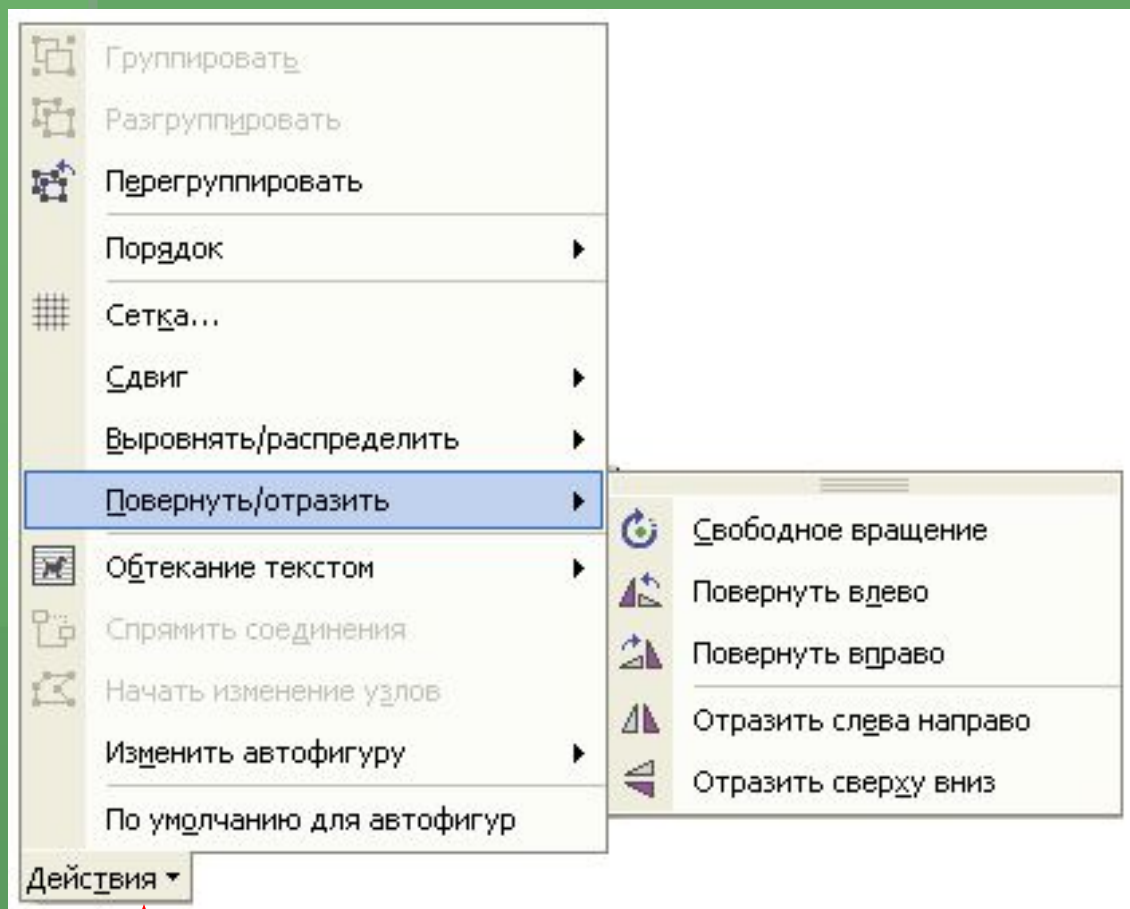 Группировать
Разгруппировать
Перегруппировать
Порядок
Сетка...
Сдвиг
Выровнять/распределить
Повернуть/отразить
Обтекание текстом
Спрямить соединения
Начать изменение узлов
Изменить автофигуру
По умолчанию для автофигур
Действия
Свободное вращение
Повернуть влево
Повернуть вправо
Отразить слева направо
Отразить сверху вниз